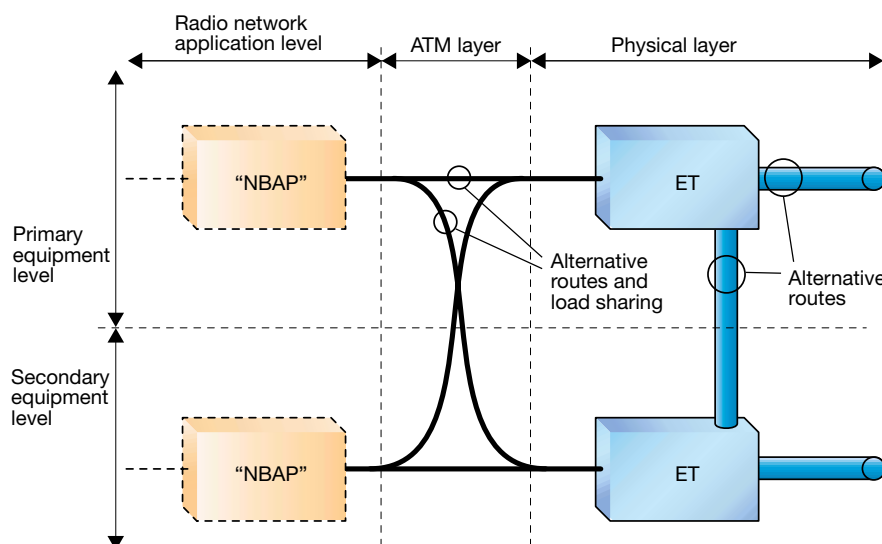 Radio network
application level
ATM layer
Physical layer
“NBAP”
ET
Primary
equipment
level
Alternative
routes and
load sharing
Alternative
routes
Secondary
equipment
level
“NBAP”
ET